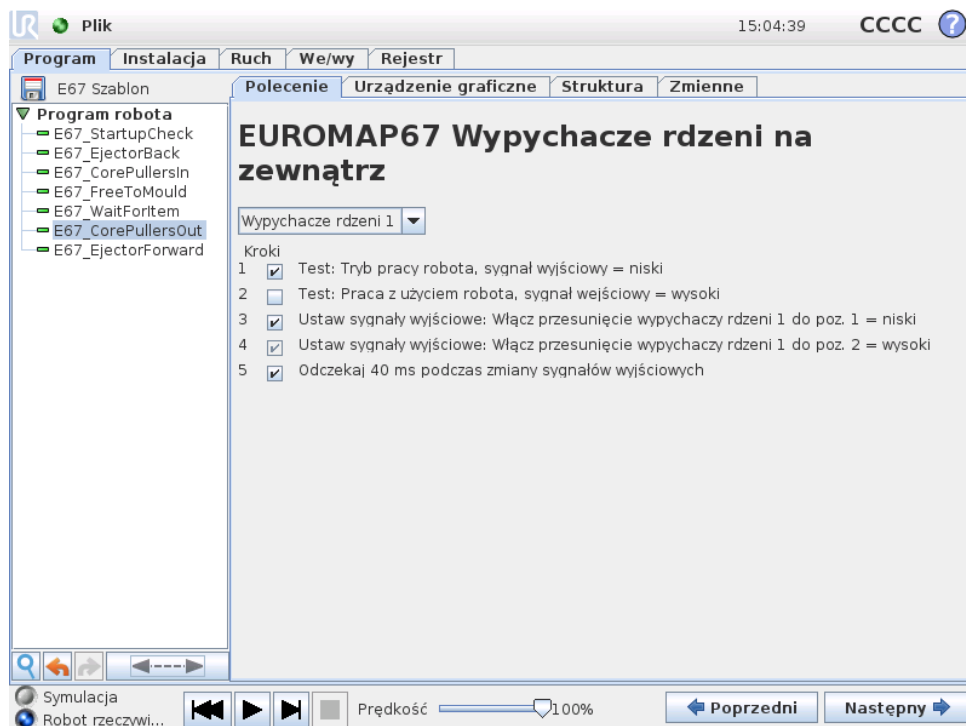 UR Plik 15:04:39 CCCC ?
Program Instalacja Ruch We/wy Rejestr
E67 Szablon
Polecenie Urządzenie graficzne Struktura Zmienne
Program robota
E67_StartupCheck
E67_EjectorBack
E67_CorePullersIn
E67_FreeToMould
E67_WaitForItem
E67_CorePullersOut
E67_EjectorForward
EUROMAP67 Wypychacze rdzeni na
zewnątrz
Wypychacze rdzeni 1
Kroki
1 Test: Tryb pracy robota, sygnał wyjściowy = niski
2 Test: Praca z użyciem robota, sygnał wejściowy = wysoki
3 Ustaw sygnały wyjściowe: Włącz przesunięcie wypychaczy rdzeni 1 do poz. 1 = niski
4 Ustaw sygnały wyjściowe: Włącz przesunięcie wypychaczy rdzeni 1 do poz. 2 = wysoki
5 Odczekaj 40 ms podczas zmiany sygnałów wyjściowych
Symulacja
Robot rzeczywi...
Prędkość 100%
Poprzedni Następny